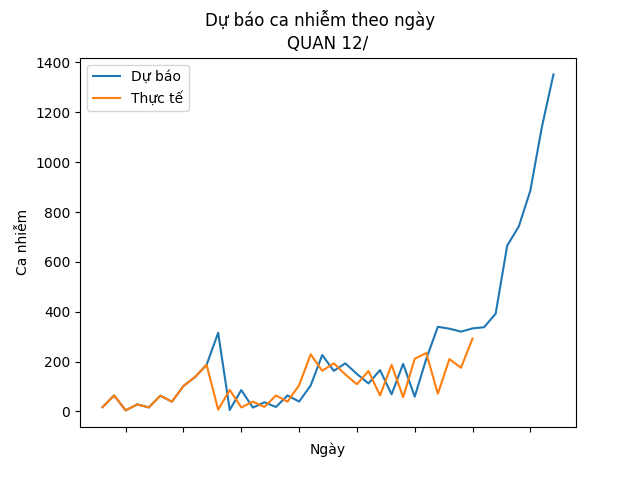 Dự báo ca nhiễm theo ngày
QUAN 12/
Dự báo
Thực tế
1400
1200
1000
800
600
400
200
0
Ca nhiễm
Ngày